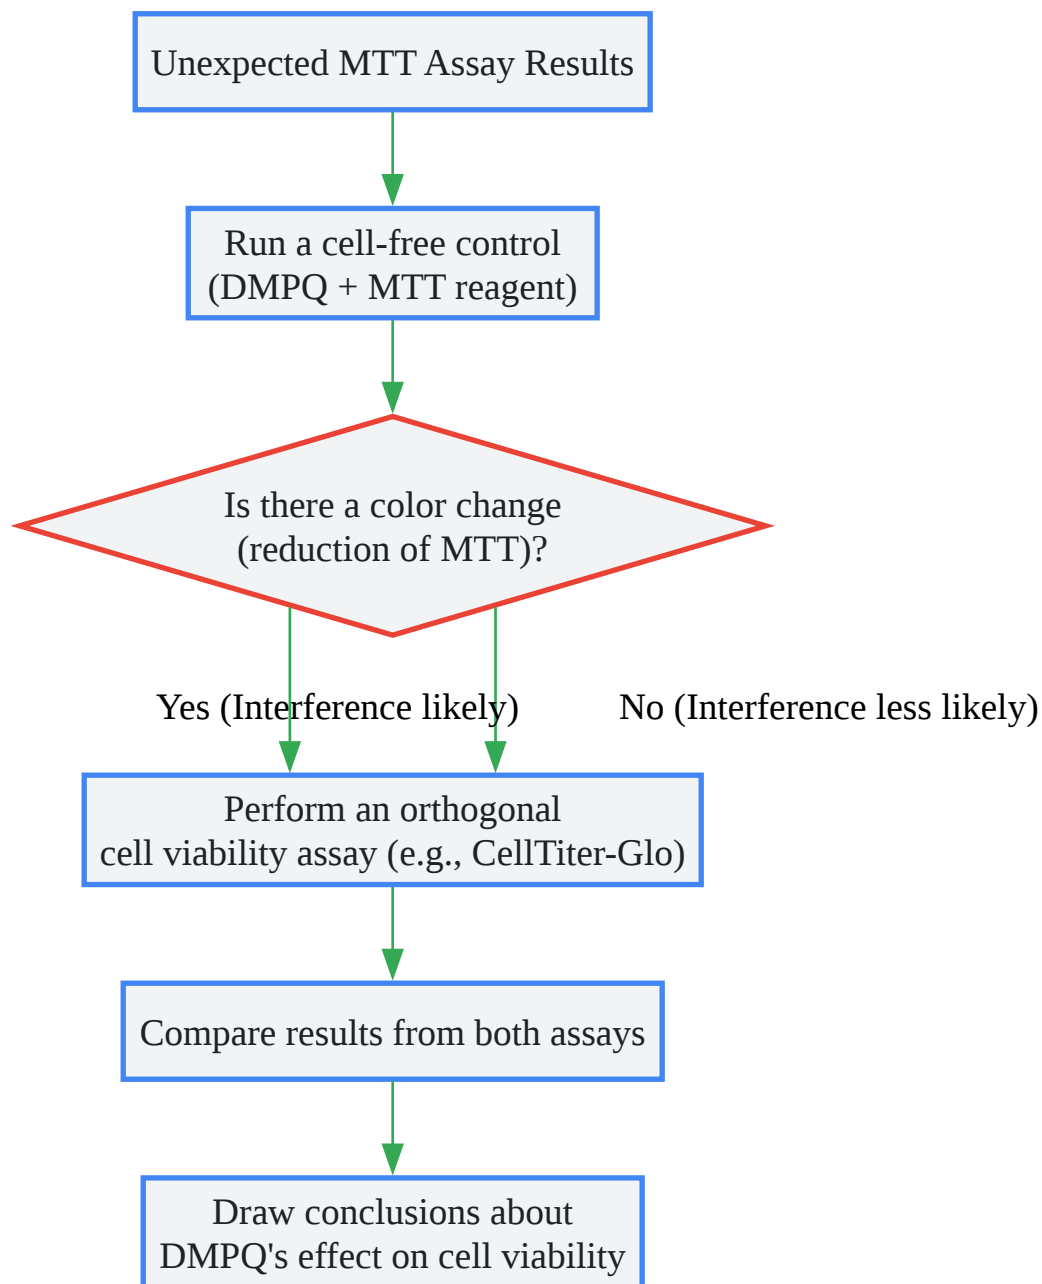 Unexpected MTT Assay Results
Run a cell-free control
(DMPQ + MTT reagent)
Is there a color change
(reduction of MTT)?
Yes (Interference likely)
No (Interference less likely)
Perform an orthogonal
cell viability assay (e.g., CellTiter-Glo)
Compare results from both assays
Draw conclusions about
DMPQ's effect on cell viability